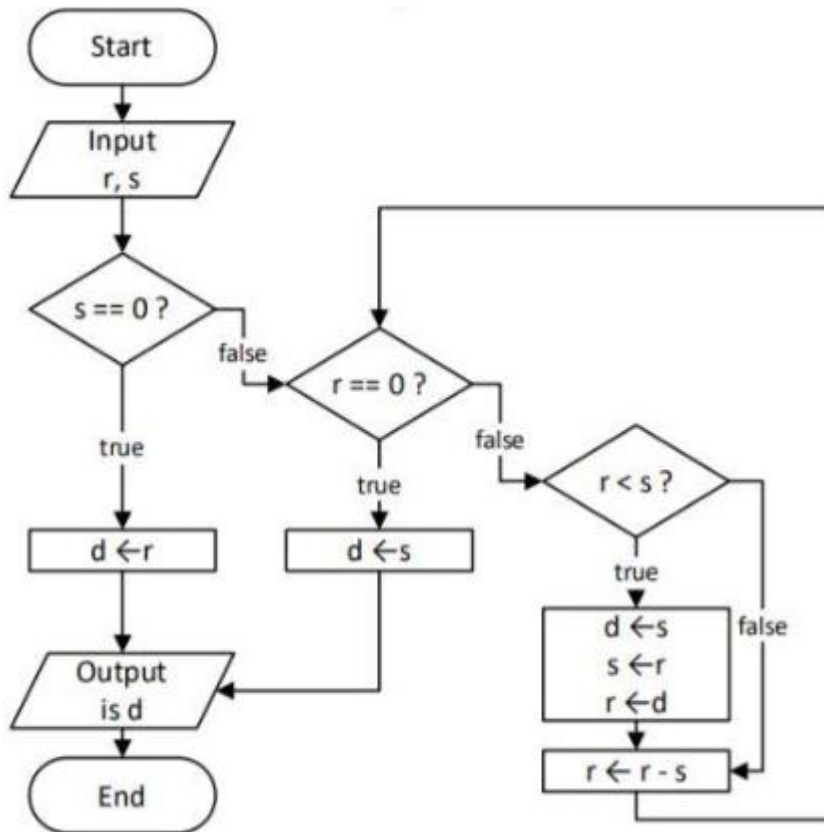 Start
Input
r, s
s == 0 ?
false
true
r == 0 ?
false
true
r < s ?
true
false
d ←r
d ←s
d ←s
s ←r
r ←d
Output
is d
r ← r - s
End